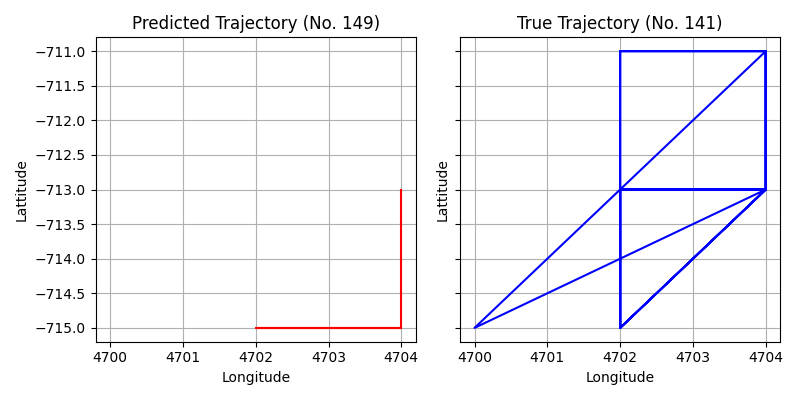 Predicted Trajectory (No. 149)
True Trajectory (No. 141)
Lattitude
−711.0
−711.5
−712.0
−712.5
−713.0
−713.5
−714.0
−714.5
−715.0
4700 4701 4702 4703 4704
Longitude
Lattitude
4700 4701 4702 4703 4704
Longitude